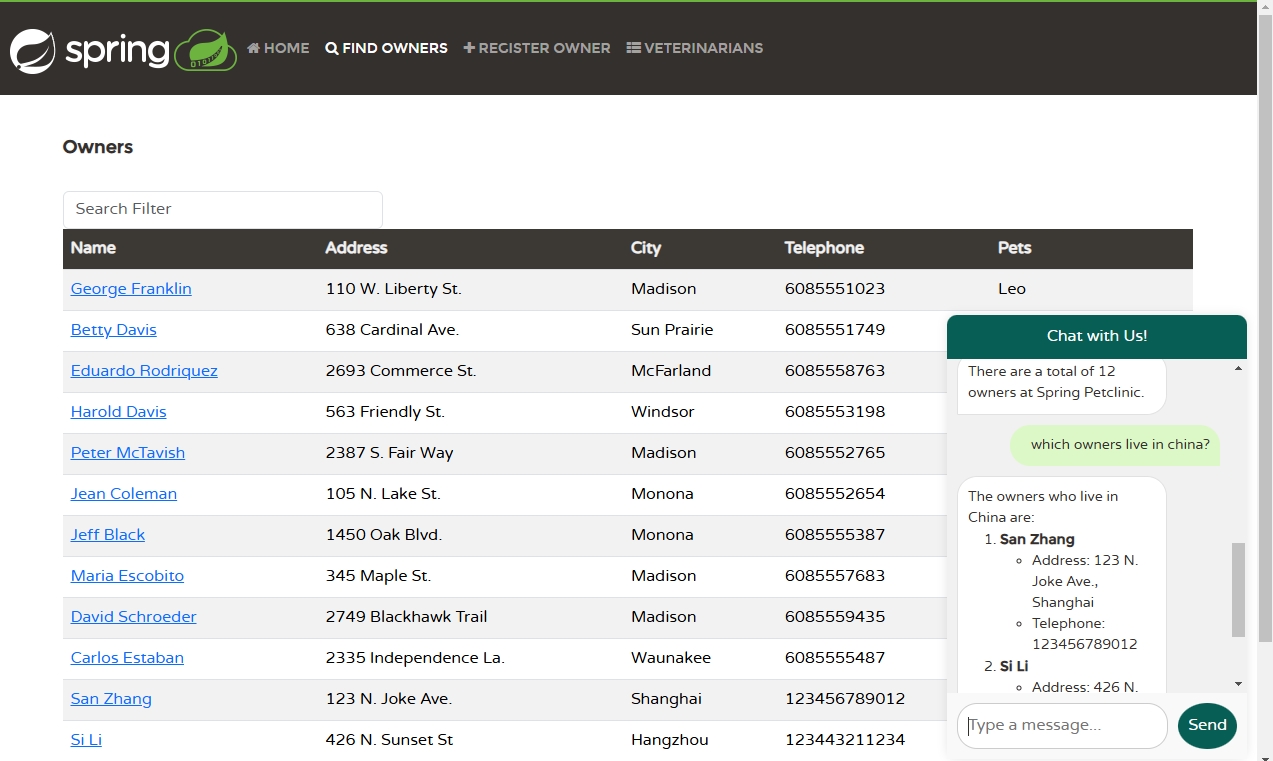 spring HOME FIND OWNERS REGISTER OWNER VETERINARIANS
Owners
Search Filter
Name Address City Telephone Pets
George Franklin 110 W. Liberty St. Madison 6085551023 Leo
Betty Davis 638 Cardinal Ave. Sun Prairie 6085551749
Eduardo Rodriquez 2693 Commerce St. McFarland 6085558763
Harold Davis 563 Friendly St. Windsor 6085553198
Peter McTavish 2387 S. Fair Way Madison 6085552765
Jean Coleman 105 N. Lake St. Monona 6085552654
Jeff Black 1450 Oak Blvd. Monona 6085555387
Maria Escobito 345 Maple St. Madison 6085557683
David Schroeder 2749 Blackhawk Trail Madison 6085559435
Carlos Estaban 2335 Independence La. Waunakee 6085555487
San Zhang 123 N. Joke Ave. Shanghai 123456789012
Si Li 426 N. Sunset St Hangzhou 123443211234
Chat with Us!
There are a total of 12
owners at Spring Petclinic.
which owners live in china?
The owners who live in
China are:
1. San Zhang
Address: 123 N.
Joke Ave.,
Shanghai
Telephone:
123456789012
2. Si Li
Address: 426 N.
Type a message...
Send